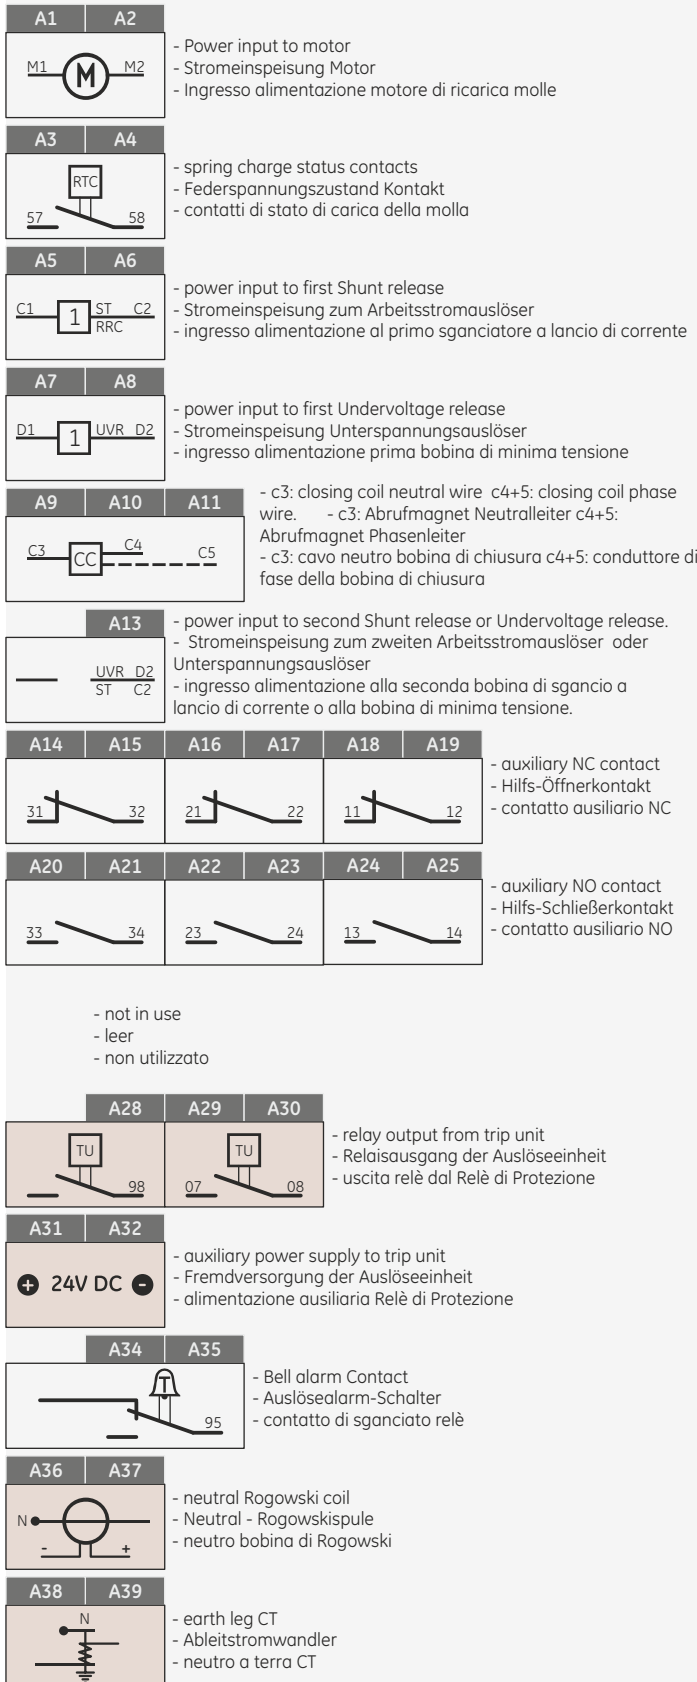 A1 A2
M1 M M2
- Power input to motor
- Stromeinspeisung Motor
- Ingresso alimentazione motore di ricarica molle
A3 A4
RTC
57 58
- spring charge status contacts
- Federspannungszustand Kontakt
- contatti di stato di carica della molla
A5 A6
C1 1 ST C2
RRC
- power input to first Shunt release
- Stromeinspeisung zum Arbeitsstromauslöser
- ingresso alimentazione al primo sganciatore a lancio di corrente
A7 A8
D1 1 UVR D2
- power input to first Undervoltage release
- Stromeinspeisung Unterspannungsauslöser
- ingresso alimentazione prima bobina di minima tensione
A9 A10 A11
C3 CC C4 C5
- c3: closing coil neutral wire c4+5: closing coil phase
wire. - c3: Abrufmagnet Neutralleiter c4+5:
Abrufmagnet Phasenleiter
- c3: cavo neutro bobina di chiusura c4+5: conduttore di
fase della bobina di chiusura
A13
UVR D2
ST C2
- power input to second Shunt release or Undervoltage release.
- Stromeinspeisung zum zweiten Arbeitsstromauslöser oder
Unterspannungsauslöser
- ingresso alimentazione alla seconda bobina di sgancio a
lancio di corrente o alla bobina di minima tensione.
A14 A15 A16 A17 A18 A19
31 32 21 22 11 12
- auxiliary NC contact
- Hilfs-Öffnerkontakt
- contatto ausiliario NC
A20 A21 A22 A23 A24 A25
33 34 23 24 13 14
- auxiliary NO contact
- Hilfs-Schließerkontakt
- contatto ausiliario NO
- not in use
- leer
- non utilizzato
A28 A29 A30
TU TU
98 07 08
- relay output from trip unit
- Relaisausgang der Auslöseeinheit
- uscita relè dal Relè di Protezione
A31 A32
+ 24V DC -
- auxiliary power supply to trip unit
- Fremdversorgung der Auslöseeinheit
- alimentazione ausiliaria Relè di Protezione
A34 A35
T
95
- Bell alarm Contact
- Auslösealarm-Schalter
- contatto di sganciato relè
A36 A37
N
- +
- neutral Rogowski coil
- Neutral - Rogowskispule
- neutro bobina di Rogowski
A38 A39
N
- earth leg CT
- Ableitstromwandler
- neutro a terra CT